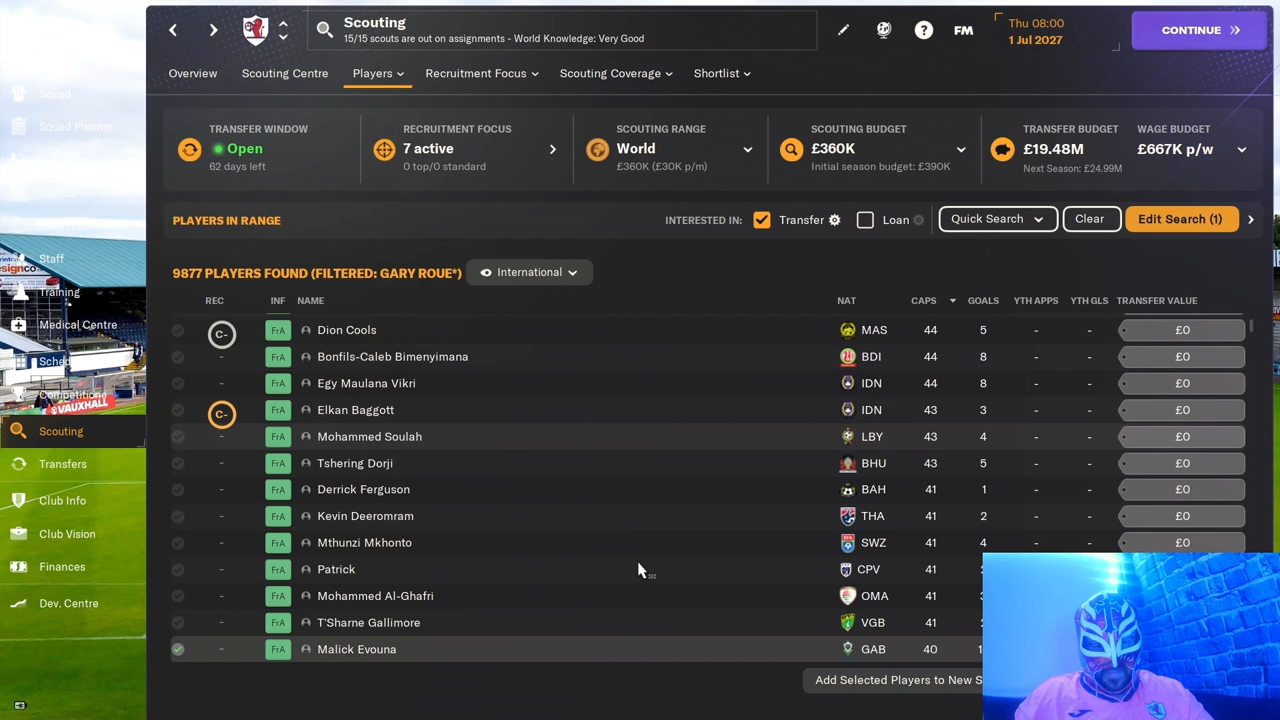 Scouting
15/15 scouts are out on assignments - World Knowledge: Very Good
FM
Thu 08:00
1 Jul 2027
CONTINUE
Overview
Scouting Centre
Players
Recruitment Focus
Scouting Coverage
Shortlist
TRANSFER WINDOW
Open
62 days left
RECRUITMENT FOCUS
7 active
0 top/0 standard
SCOUTING RANGE
World
£360K (£30K p/m)
SCOUTING BUDGET
£360K
Initial season budget: £390K
TRANSFER BUDGET
£19.48M
Next Season: £24.99M
WAGE BUDGET
£667K p/w
PLAYERS IN RANGE
INTERESTED IN:
Transfer
Loan
Quick Search
Clear
Edit Search (1)
9877 PLAYERS FOUND (FILTERED: GARY ROUE*)
International
REC INF NAME NAT CAPS GOALS YTH APPS YTH GLS TRANSFER VALUE
C- FrA Dion Cools MAS 44 5 - - £0
- FrA Bonfils-Caleb Bimenyimana BDI 44 8 - - £0
- FrA Egy Maulana Vikri IDN 44 8 - - £0
C- FrA Elkan Baggott IDN 43 3 - - £0
- FrA Mohammed Soulah LBY 43 4 - - £0
- FrA Tshering Dorji BHU 43 5 - - £0
- FrA Derrick Ferguson BAH 41 1 - - £0
- FrA Kevin Deeromram THA 41 2 - - £0
- FrA Mthunzi Mkhonto SWZ 41 4 - - £0
- FrA Patrick CPV 41
- FrA Mohammed Al-Ghafri OMA 41
- FrA T'Sharne Gallimore VGB 41
- FrA Malick Evouna GAB 40
Add Selected Players to New S
Squad
Squad Planner
Staff
Training
Medical Centre
Sched
Competitions
VAUXHALL
Scouting
Transfers
Club Info
Club Vision
Finances
Dev. Centre